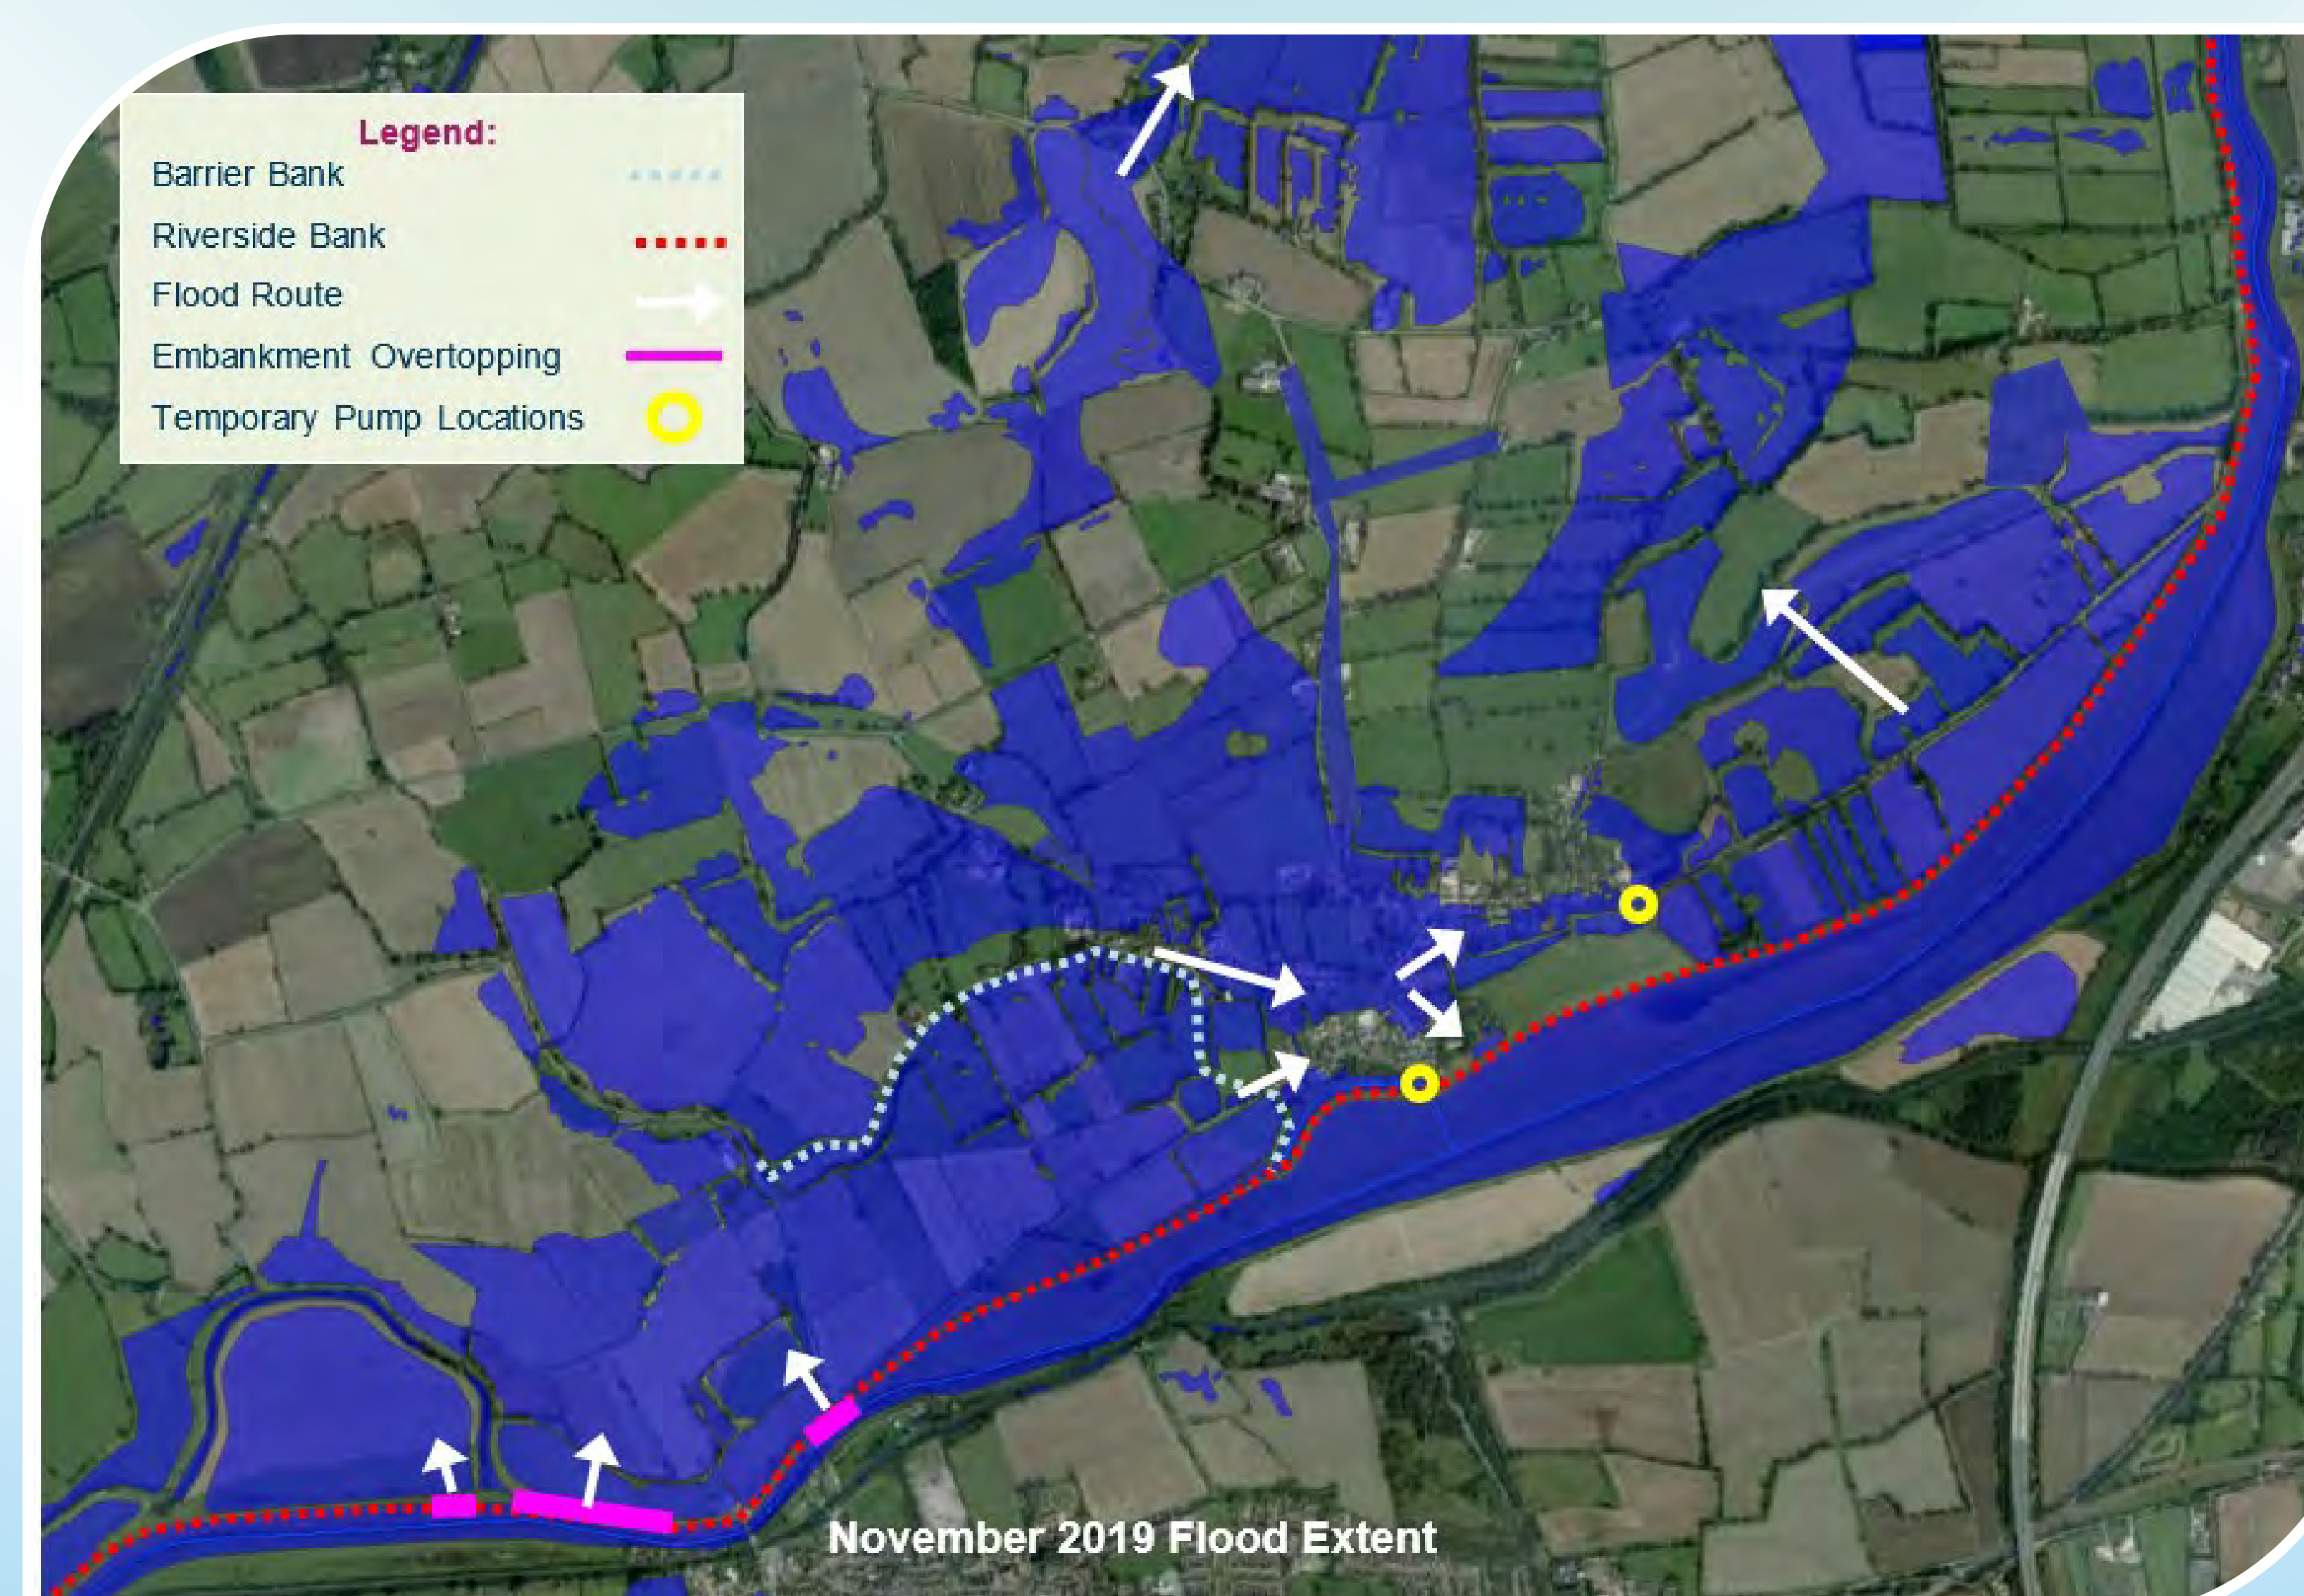 Legend:
Barrier Bank
Riverside Bank
Flood Route
Embankment Overtopping
Temporary Pump Locations
November 2019 Flood Extent